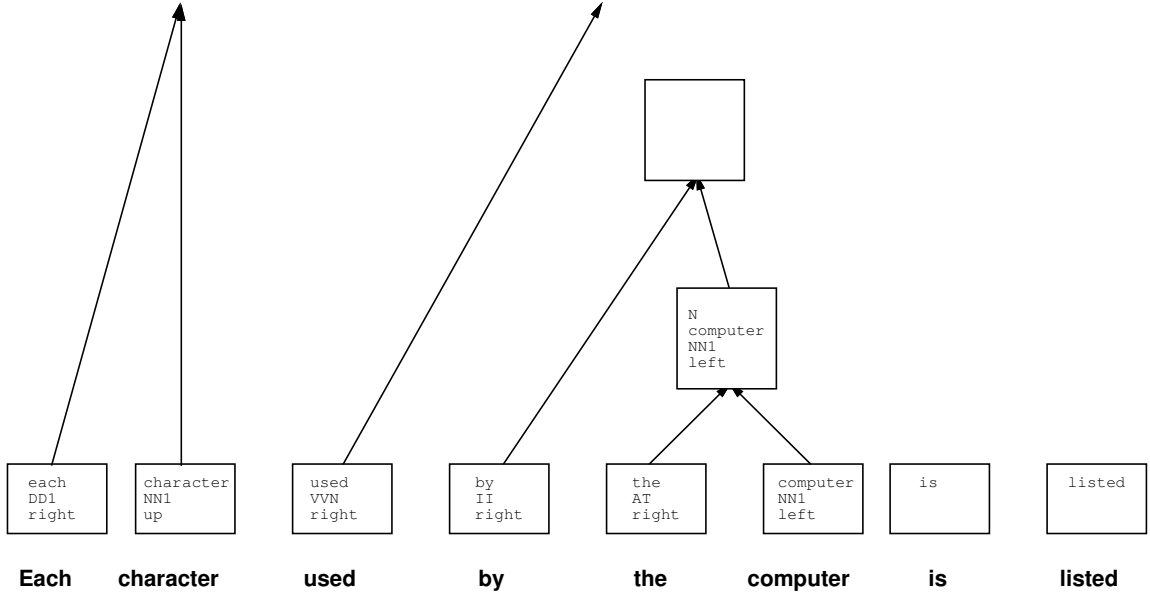 N
computer
NN1
left
each
DD1
right
character
NN1
up
used
VVN
right
by
II
right
the
AT
right
computer
NN1
left
is
listed
Each character used by the computer is listed